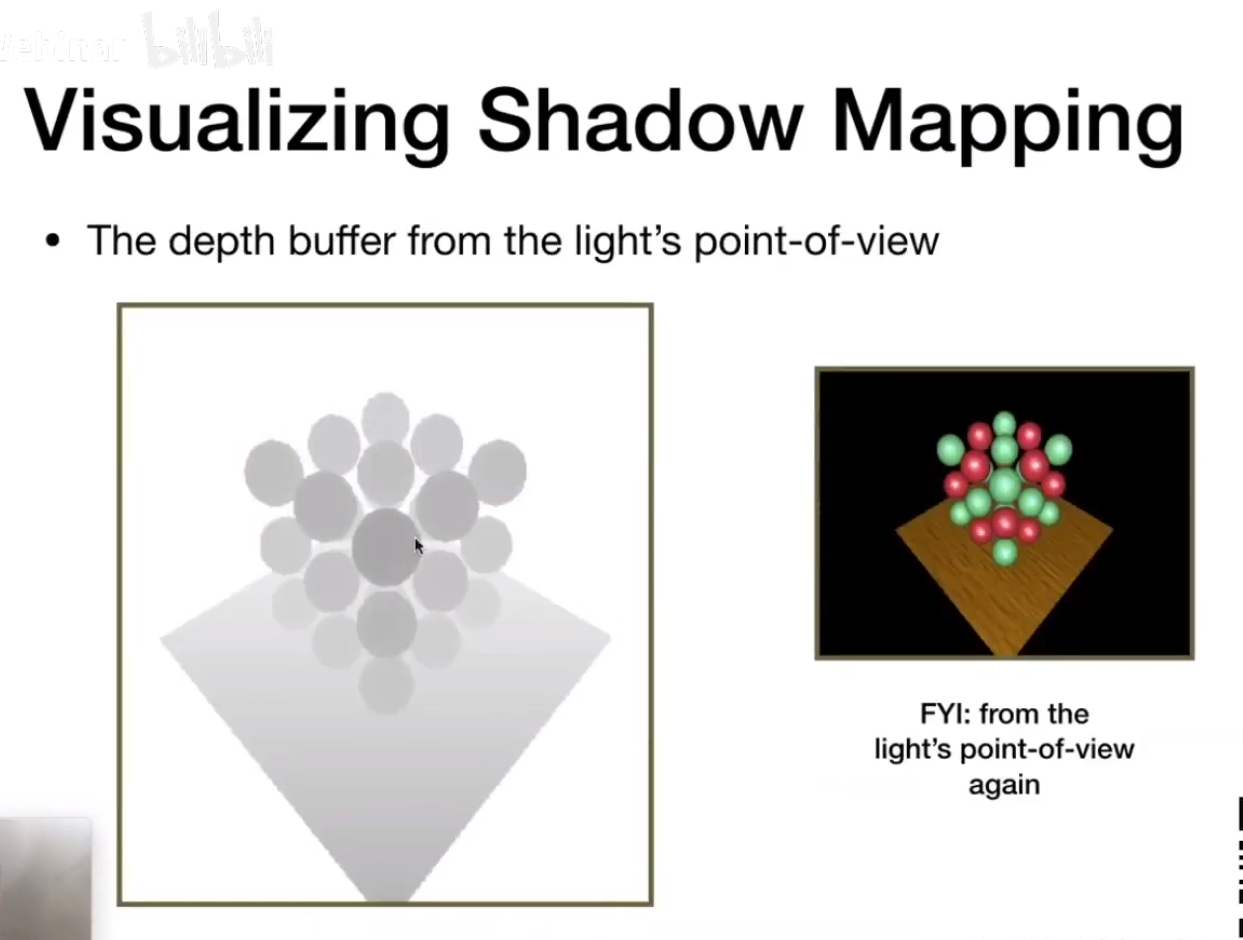 Webinar bilibili
Visualizing Shadow Mapping
• The depth buffer from the light's point-of-view
FYI: from the
light's point-of-view
again